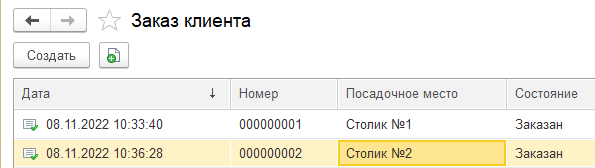 Заказ клиента
Создать
Дата ↓ Номер Посадочное место Состояние
08.11.2022 10:33:40 000000001 Столик №1 Заказан
08.11.2022 10:36:28 000000002 Столик №2 Заказан